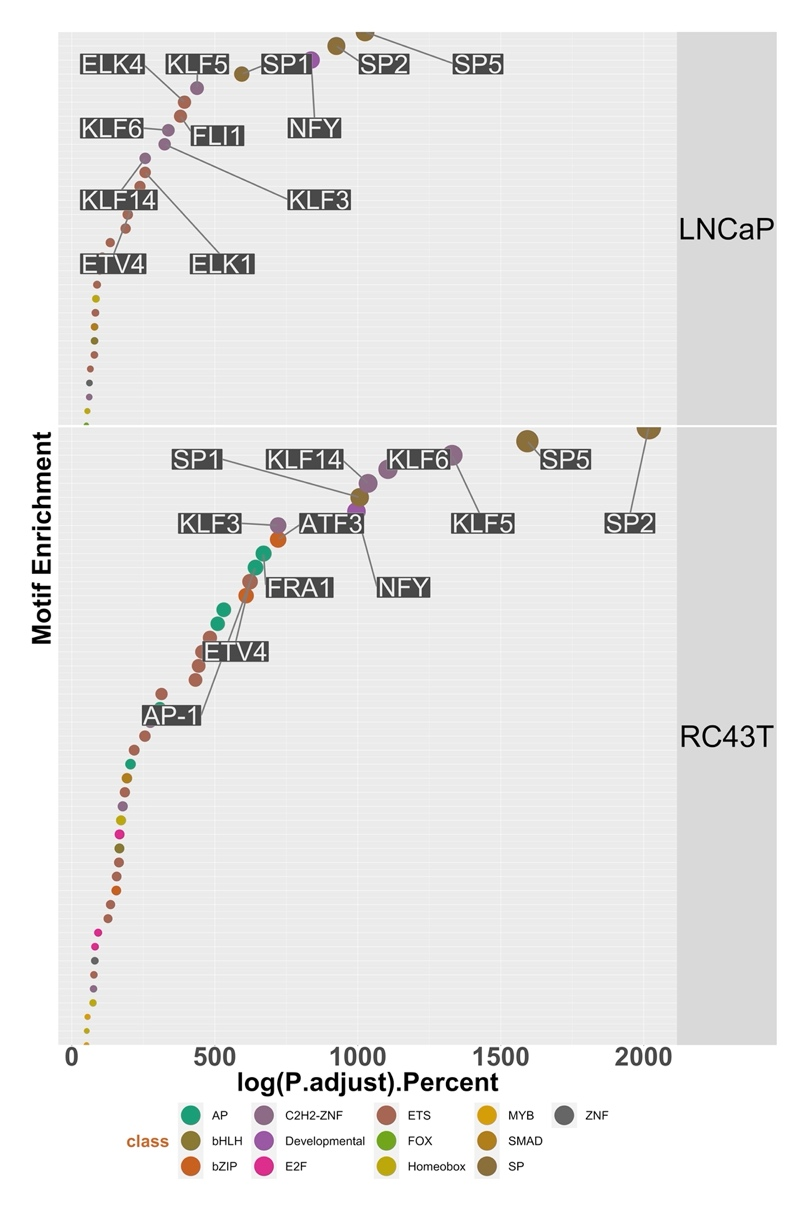 ELK4 KLF5 SP1 SP2 SP5
KLF6 FLI1 NFY
KLF14 KLF3
ETV4 ELK1
LNCaP
Motif Enrichment
SP1 KLF14 KLF6 SP5
KLF3 ATF3 KLF5 SP2
FRA1 NFY
ETV4
AP-1
RC43T
0 500 1000 1500 2000
log(P.adjust).Percent
class
AP C2H2-ZNF ETS MYB ZNF
bHLH Developmental FOX SMAD
bZIP E2F Homeobox SP